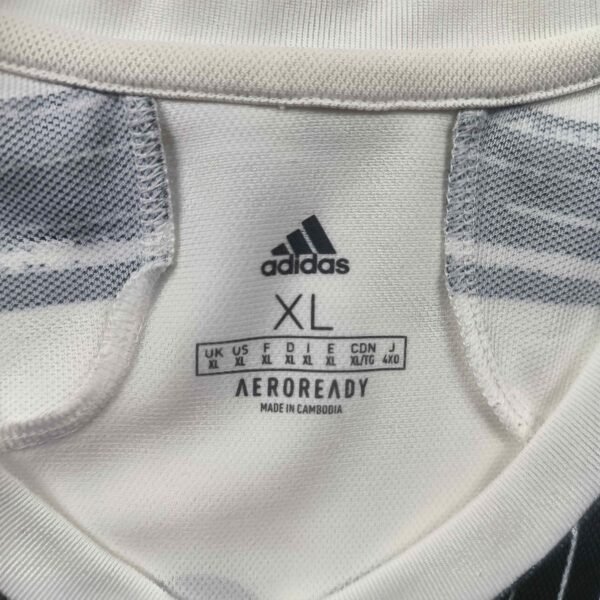 adidas
XL
UK US F D I E CDN J
XL XL XL XL XL XL XL/TG 4XO
AEROREADY
MADE IN CAMBODIA